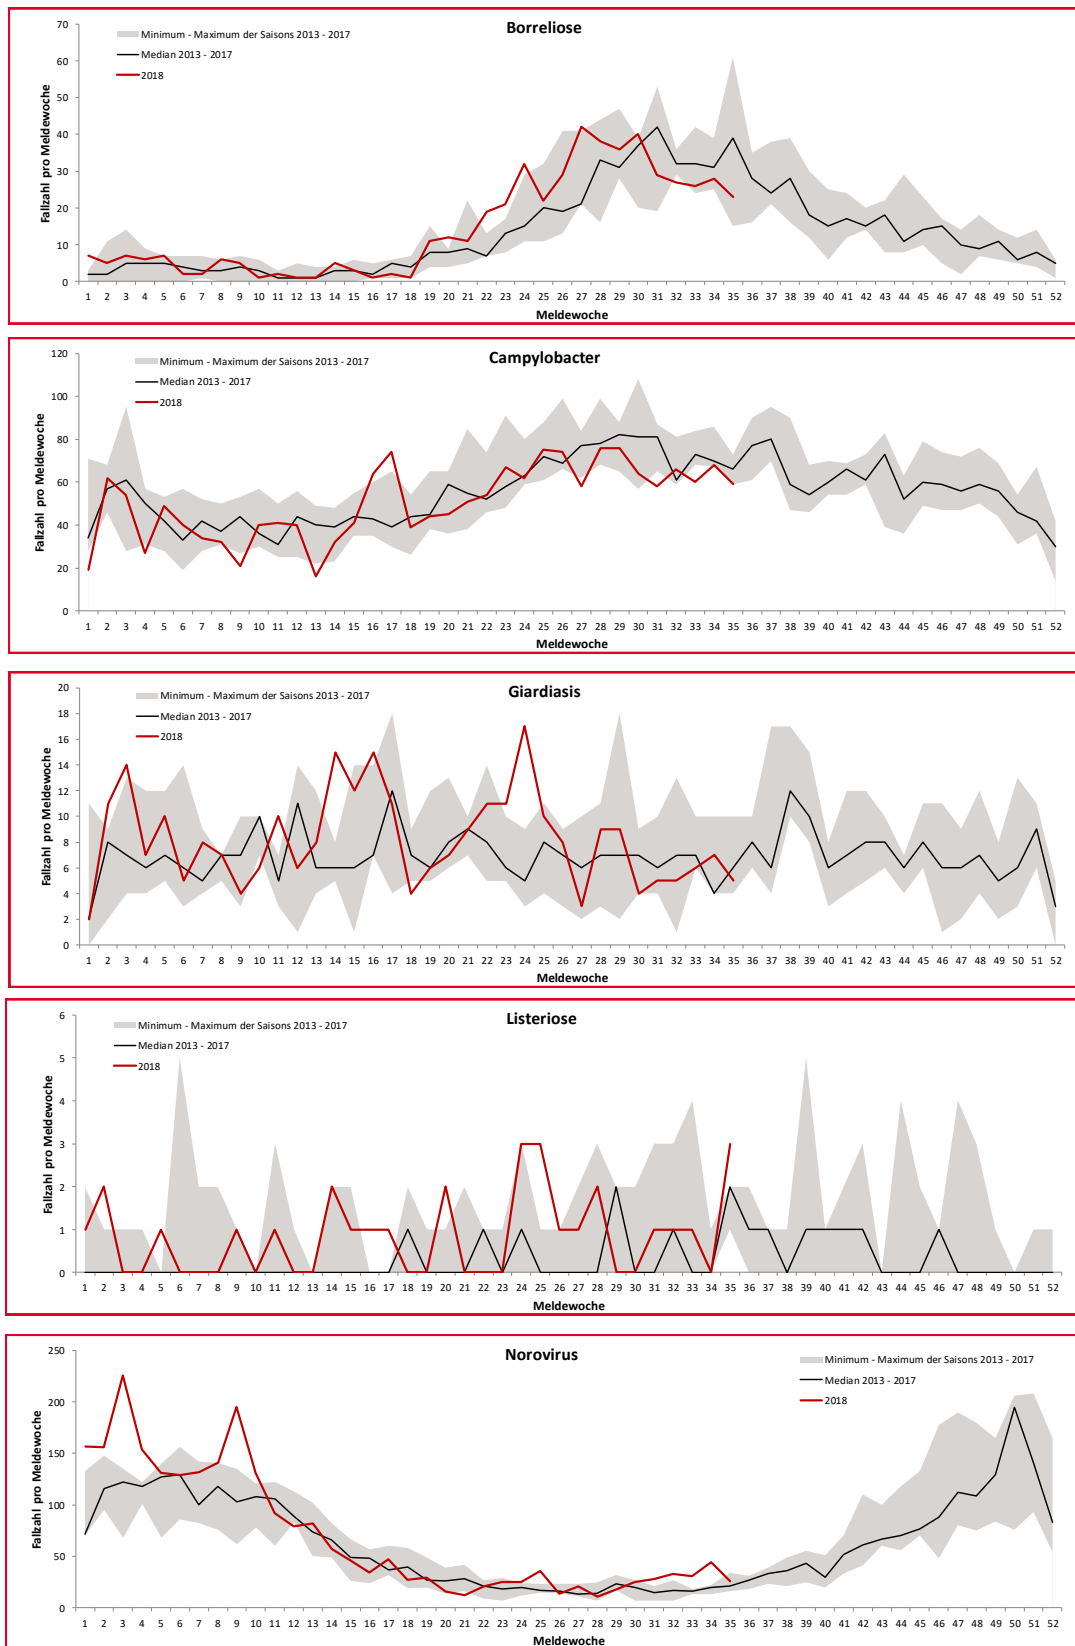 Borreliose
Minimum - Maximum der Saisons 2013 - 2017
Median 2013 - 2017
2018
Fallzahl pro Meldewoche
70
60
50
40
30
20
10
0
1 2 3 4 5 6 7 8 9 10 11 12 13 14 15 16 17 18 19 20 21 22 23 24 25 26 27 28 29 30 31 32 33 34 35 36 37 38 39 40 41 42 43 44 45 46 47 48 49 50 51 52
Meldewoche
Campylobacter
Minimum - Maximum der Saisons 2013 - 2017
Median 2013 - 2017
2018
Fallzahl pro Meldewoche
120
100
80
60
40
20
0
1 2 3 4 5 6 7 8 9 10 11 12 13 14 15 16 17 18 19 20 21 22 23 24 25 26 27 28 29 30 31 32 33 34 35 36 37 38 39 40 41 42 43 44 45 46 47 48 49 50 51 52
Meldewoche
Giardiasis
Minimum - Maximum der Saisons 2013 - 2017
Median 2013 - 2017
2018
Fallzahl pro Meldewoche
20
18
16
14
12
10
8
6
4
2
0
1 2 3 4 5 6 7 8 9 10 11 12 13 14 15 16 17 18 19 20 21 22 23 24 25 26 27 28 29 30 31 32 33 34 35 36 37 38 39 40 41 42 43 44 45 46 47 48 49 50 51 52
Meldewoche
Listeriose
Minimum - Maximum der Saisons 2013 - 2017
Median 2013 - 2017
2018
Fallzahl pro Meldewoche
6
5
4
3
2
1
0
1 2 3 4 5 6 7 8 9 10 11 12 13 14 15 16 17 18 19 20 21 22 23 24 25 26 27 28 29 30 31 32 33 34 35 36 37 38 39 40 41 42 43 44 45 46 47 48 49 50 51 52
Meldewoche
Norovirus
Minimum - Maximum der Saisons 2013 - 2017
Median 2013 - 2017
2018
Fallzahl pro Meldewoche
250
200
150
100
50
0
1 2 3 4 5 6 7 8 9 10 11 12 13 14 15 16 17 18 19 20 21 22 23 24 25 26 27 28 29 30 31 32 33 34 35 36 37 38 39 40 41 42 43 44 45 46 47 48 49 50 51 52
Meldewoche